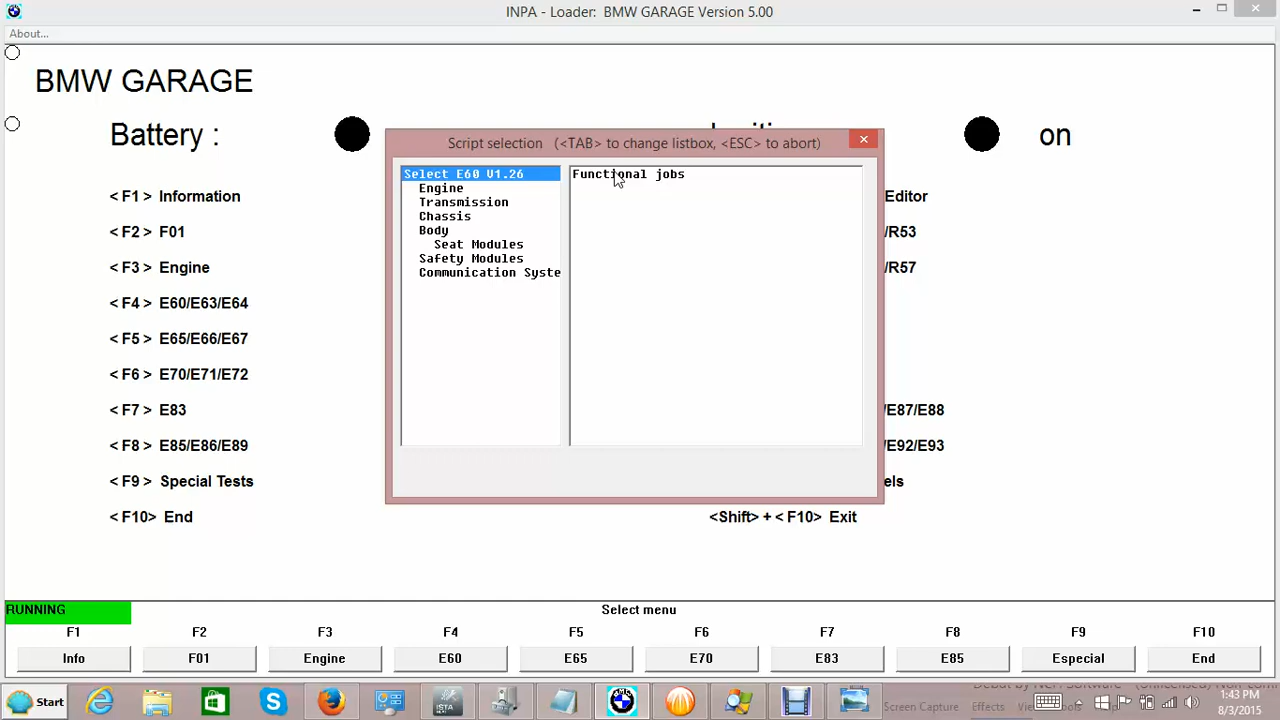 INPA - Loader:  BMW GARAGE Version 5.00
About...
BMW GARAGE
Battery :
on
Script selection   (<TAB> to change listbox, <ESC> to abort)
Select E60 V1.26
Engine
Transmission
Chassis
Body
Seat Modules
Safety Modules
Communication Syste
Functional jobs
< F1 >  Information
Editor
< F2 >  F01
/R53
< F3 >  Engine
/R57
< F4 >  E60/E63/E64
< F5 >  E65/E66/E67
< F6 >  E70/E71/E72
< F7 >  E83
/E87/E88
< F8 >  E85/E86/E89
/E92/E93
< F9 >  Special Tests
els
< F10>  End
<Shift> + < F10>  Exit
RUNNING
Select menu
F1 F2 F3 F4 F5 F6 F7 F8 F9 F10
Info F01 Engine E60 E65 E70 E83 E85 Especial End
Start
ISTA
Screen Capture Effects
1:43 PM
8/3/2015